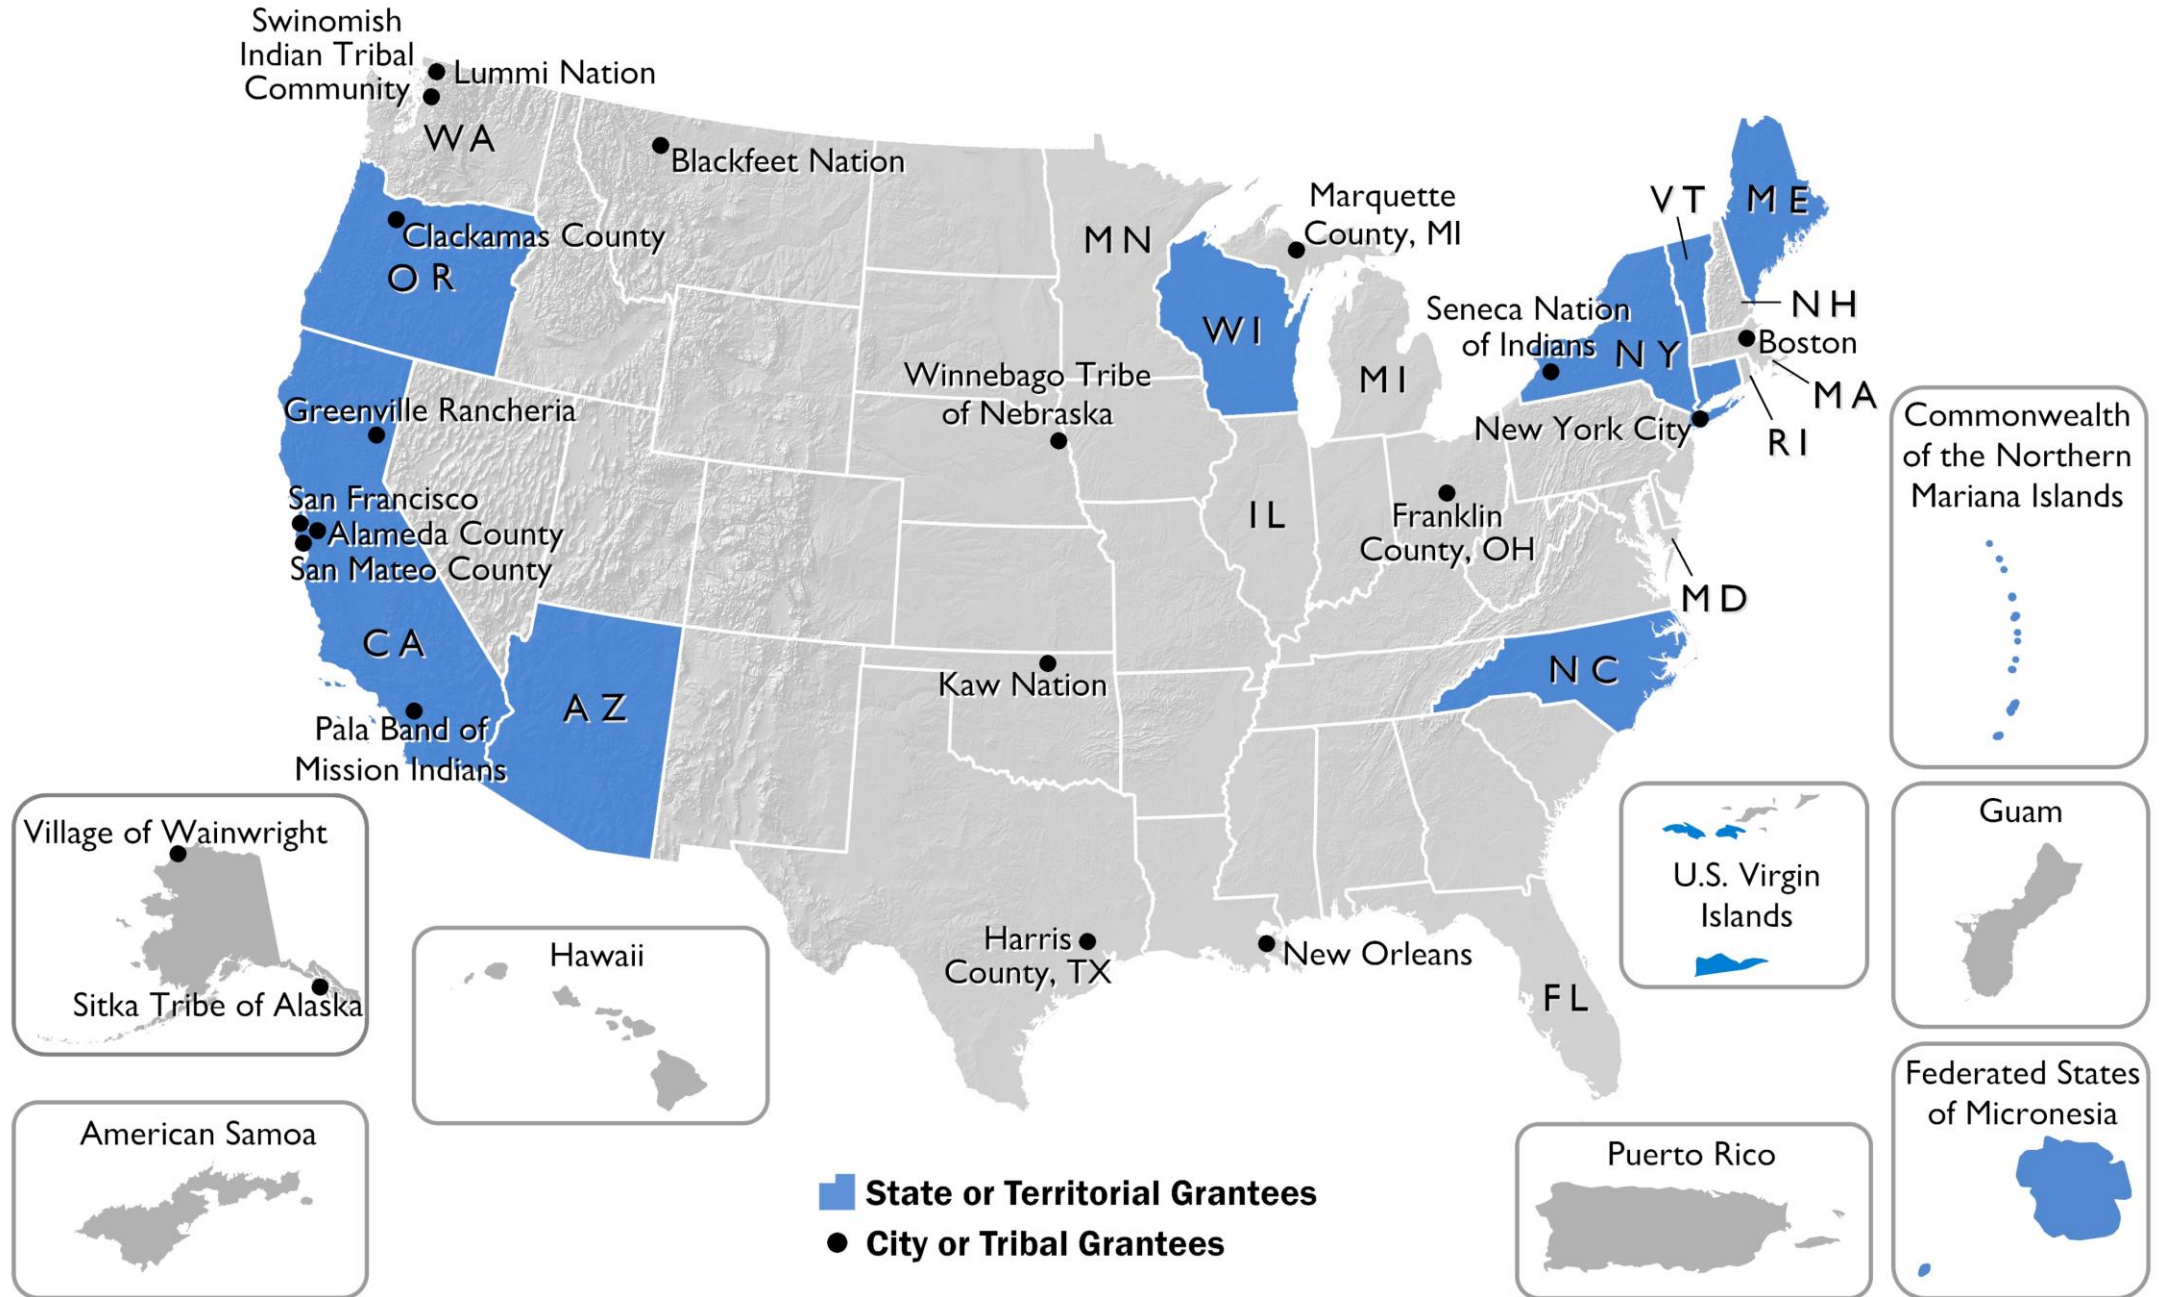 Swinomish
Indian Tribal
Community
Lummi Nation
WA
Blackfeet Nation
Clackamas County
OR
MN
Marquette
County, MI
WI
MI
VT
ME
NH
Seneca Nation
of Indians
NY
Boston
MA
RI
New York City
Greenville Rancheria
Winnebago Tribe
of Nebraska
San Francisco
Alameda County
San Mateo County
IL
Franklin
County, OH
MD
CA
AZ
Pala Band of
Mission Indians
Kaw Nation
NC
Commonwealth
of the Northern
Mariana Islands
Village of Wainwright
Sitka Tribe of Alaska
Hawaii
Harris
County, TX
New Orleans
FL
U.S. Virgin
Islands
Guam
American Samoa
Federated States
of Micronesia
Puerto Rico
State or Territorial Grantees
City or Tribal Grantees